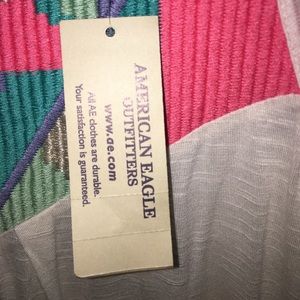 AMERICAN EAGLE
OUTFITTERS
www.ae.com
All AE clothes are durable.
Your satisfaction is guaranteed.